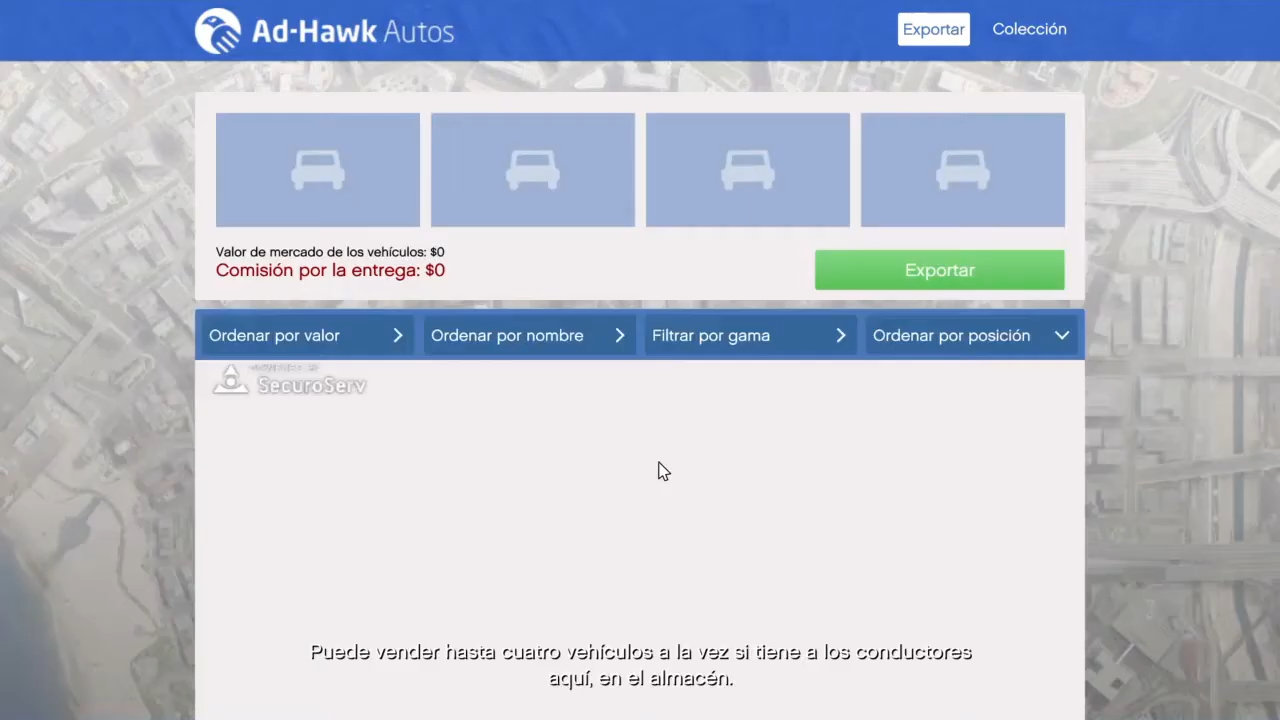 Ad-Hawk Autos
Exportar
Colección
Valor de mercado de los vehículos: $0
Comisión por la entrega: $0
Exportar
Ordenar por valor
Ordenar por nombre
Filtrar por gama
Ordenar por posición
SecuroServ
Puede vender hasta cuatro vehículos a la vez si tiene a los conductores
aquí, en el almacén.